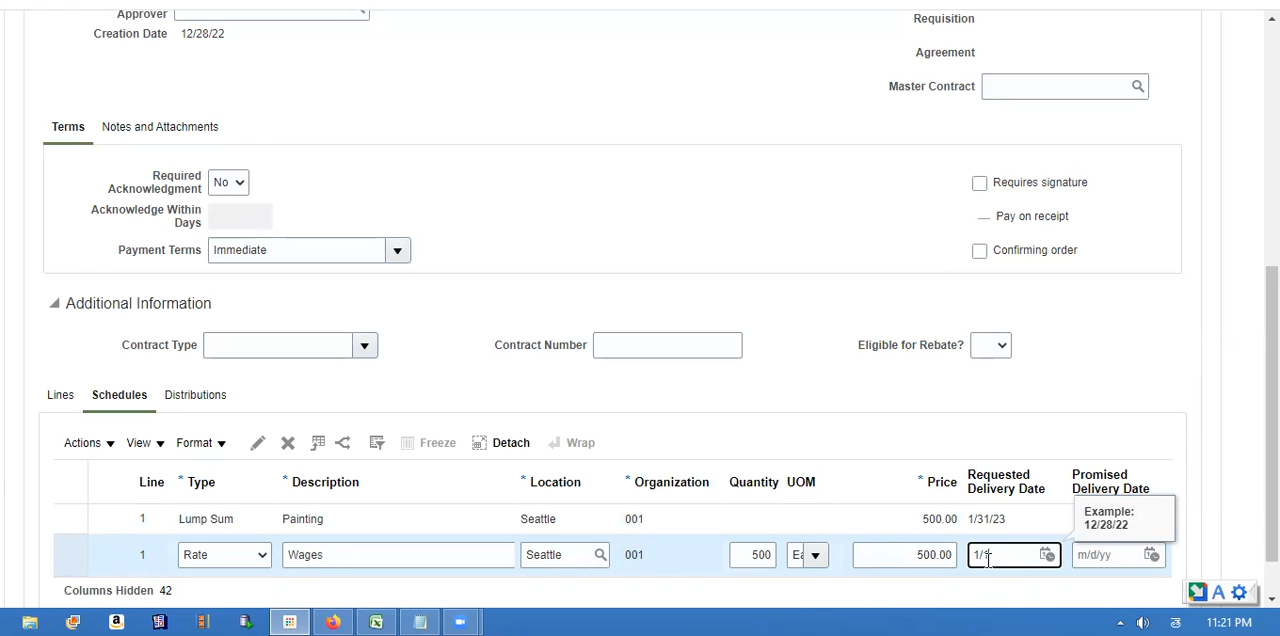 Approver
Creation Date 12/28/22
Requisition
Agreement
Master Contract
Terms Notes and Attachments
Required Acknowledgment No
Acknowledge Within Days
Payment Terms Immediate
Requires signature
Pay on receipt
Confirming order
Additional Information
Contract Type Contract Number Eligible for Rebate?
Lines Schedules Distributions
Actions View Format Freeze Detach Wrap
Line * Type * Description * Location * Organization Quantity UOM * Price Requested Delivery Date Promised Delivery Date
1 Lump Sum Painting Seattle 001 500.00 1/31/23
Example: 12/28/22
1 Rate Wages Seattle 001 500 Ea 500.00 m/d/yy
Columns Hidden 42
A
11:21 PM